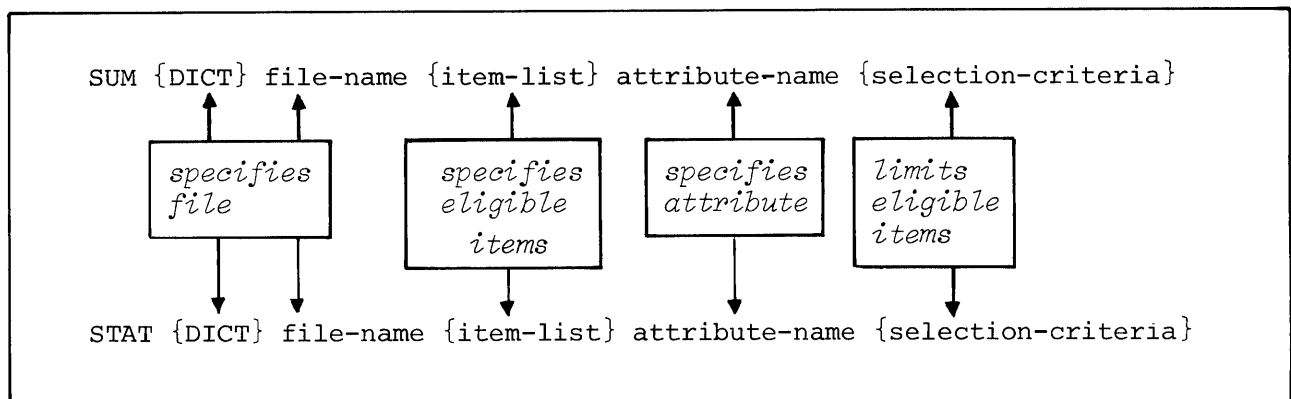 SUM {DICT} file-name {item-list} attribute-name {selection-criteria}
specifies
file
specifies
eligible
items
specifies
attribute
limits
eligible
items
STAT {DICT} file-name {item-list} attribute-name {selection-criteria}